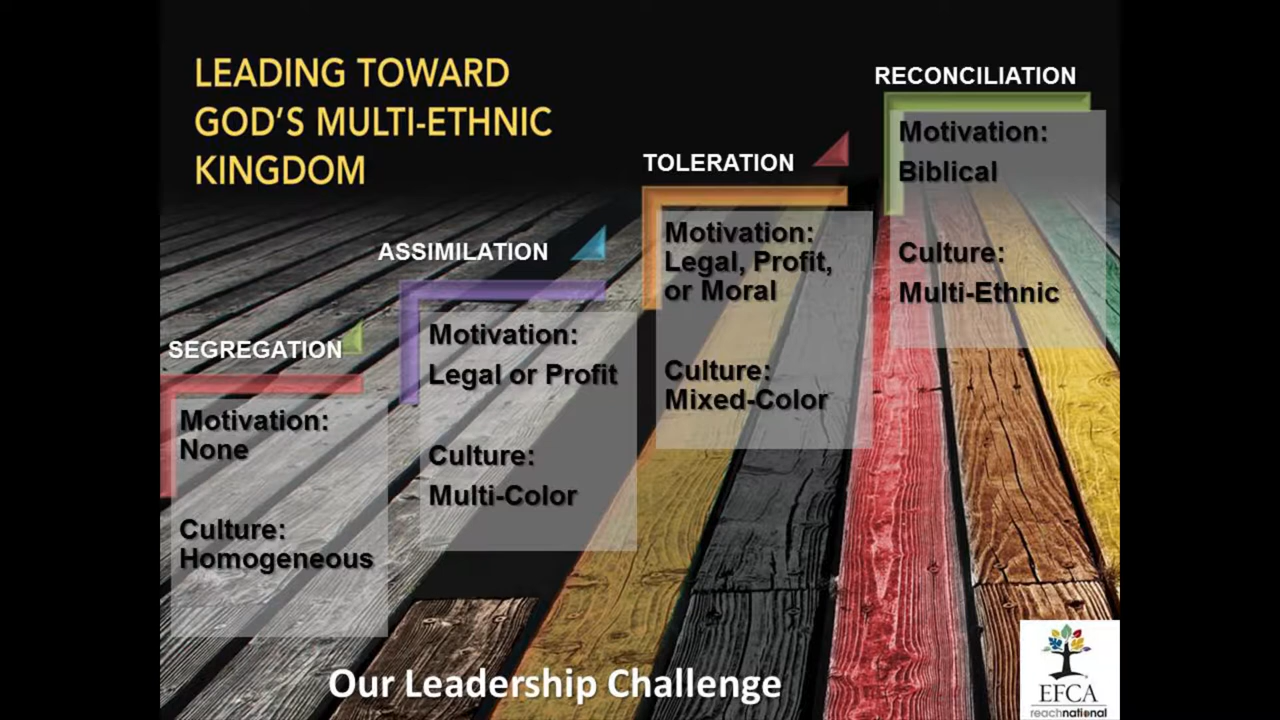 LEADING TOWARD
GOD'S MULTI-ETHNIC
KINGDOM
SEGREGATION
Motivation:
None
Culture:
Homogeneous
ASSIMILATION
Motivation:
Legal or Profit
Culture:
Multi-Color
TOLERATION
Motivation:
Legal, Profit,
or Moral
Culture:
Mixed-Color
RECONCILIATION
Motivation:
Biblical
Culture:
Multi-Ethnic
Our Leadership Challenge
EFCA
reachnational